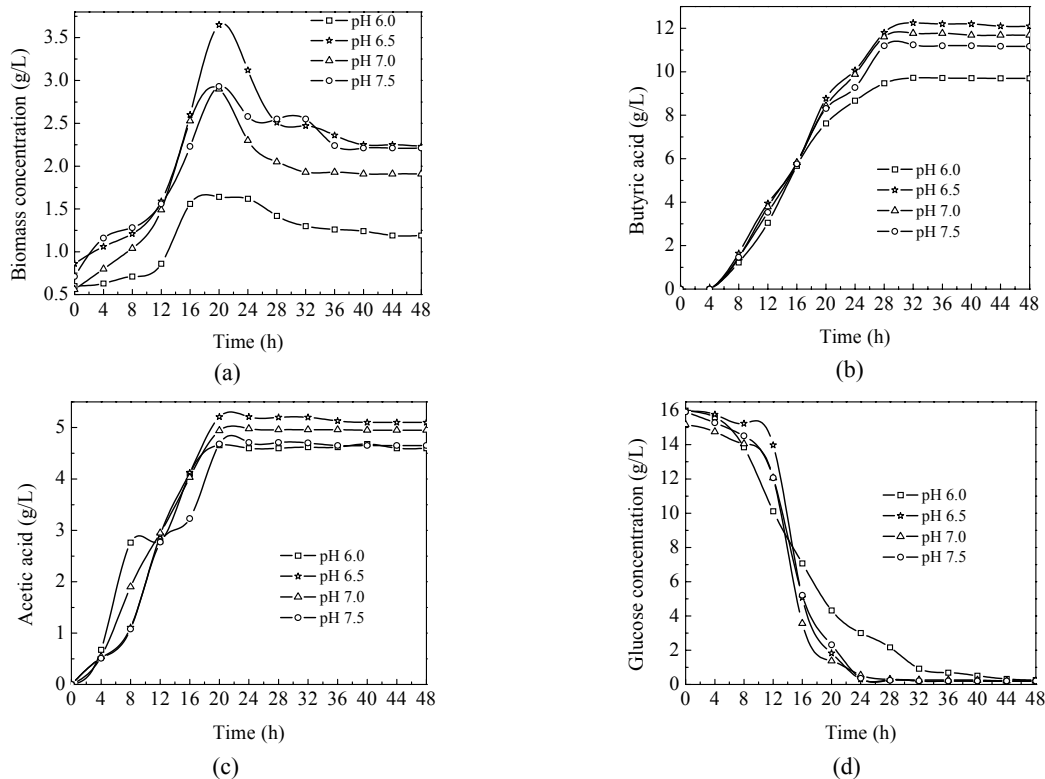 (a)
Biomass concentration (g/L)
3.5
3.0
2.5
2.0
1.5
1.0
0.5
0 4 8 12 16 20 24 28 32 36 40 44 48
Time (h)
pH 6.0
pH 6.5
pH 7.0
pH 7.5
(b)
Butyric acid (g/L)
12
10
8
6
4
2
0
0 4 8 12 16 20 24 28 32 36 40 44 48
Time (h)
pH 6.0
pH 6.5
pH 7.0
pH 7.5
Acetic acid (g/L)
5
4
3
2
1
0
0 4 8 12 16 20 24 28 32 36 40 44 48
Time (h)
pH 6.0
pH 6.5
pH 7.0
pH 7.5
(c)
Glucose concentration (g/L)
16
14
12
10
8
6
4
2
0
0 4 8 12 16 20 24 28 32 36 40 44 48
Time (h)
pH 6.0
pH 6.5
pH 7.0
pH 7.5
(d)